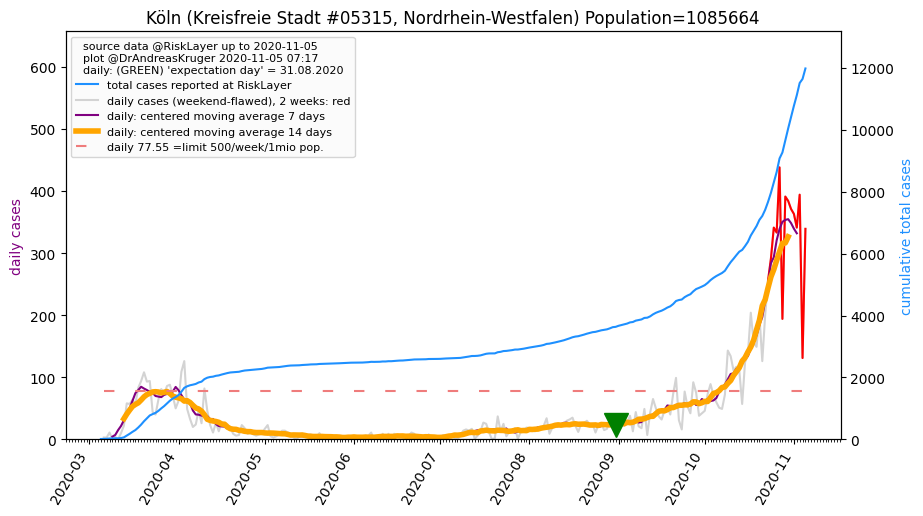 Köln (Kreisfreie Stadt #05315, Nordrhein-Westfalen) Population=1085664
source data @RiskLayer up to 2020-11-05
plot @DrAndreasKruger 2020-11-05 07:17
daily: (GREEN) 'expectation day' = 31.08.2020
total cases reported at RiskLayer
daily cases (weekend-flawed), 2 weeks: red
daily: centered moving average 7 days
daily: centered moving average 14 days
daily 77.55 =limit 500/week/1mio pop.
daily cases
600
500
400
300
200
100
0
cumulative total cases
12000
10000
8000
6000
4000
2000
0
2020-03
2020-04
2020-05
2020-06
2020-07
2020-08
2020-09
2020-10
2020-11